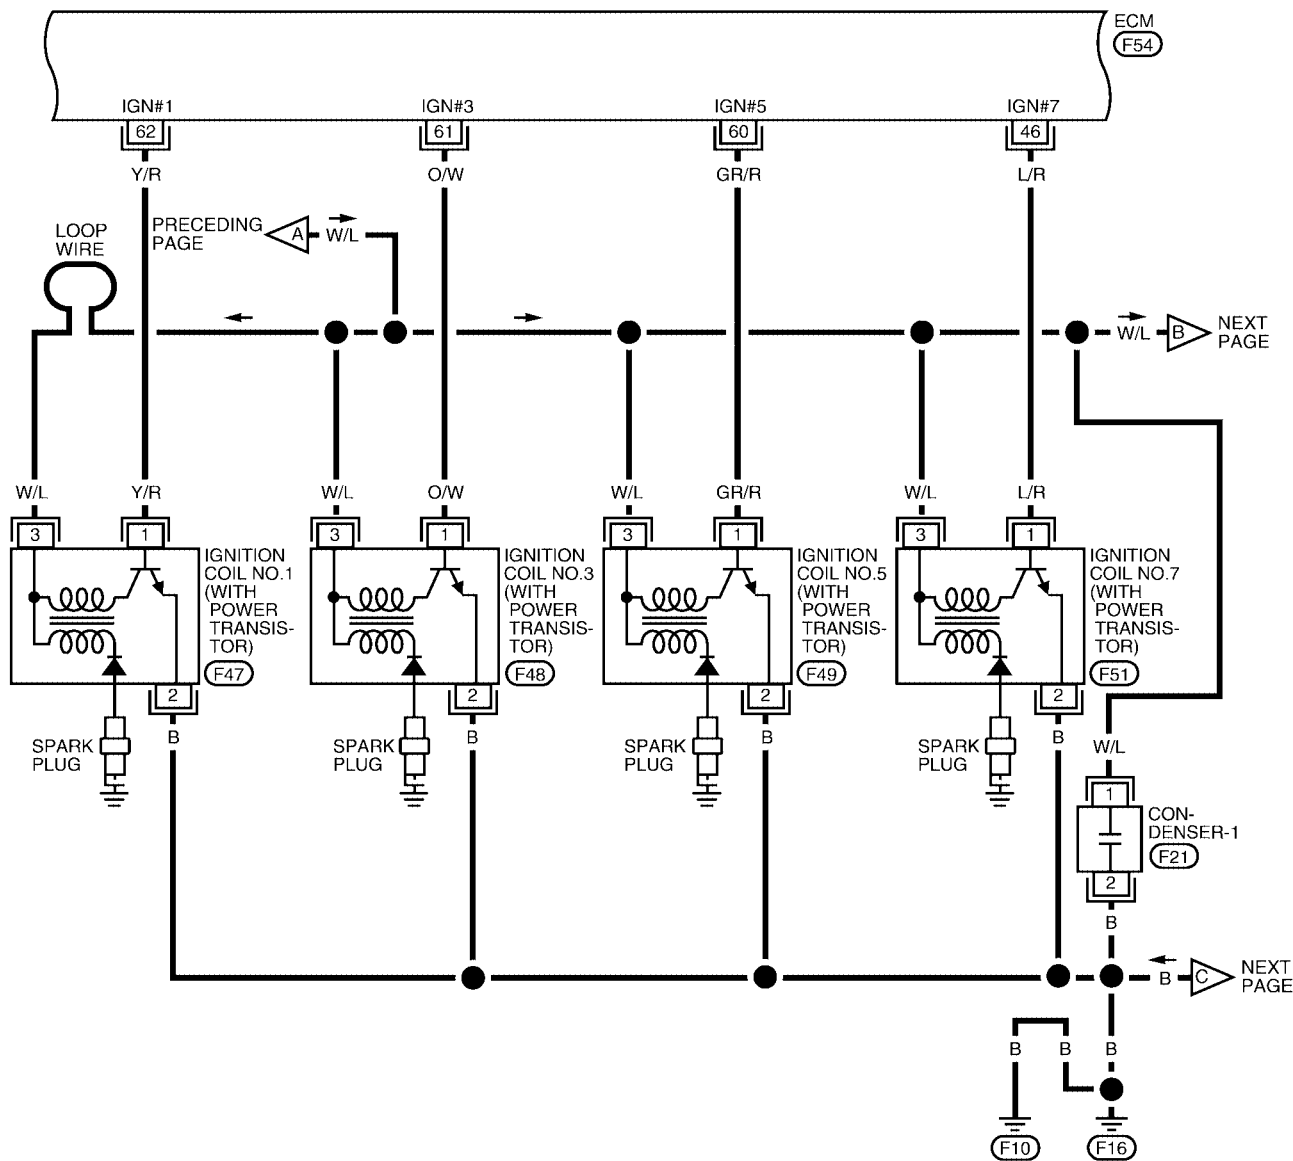 ECM
F54
IGN#1
IGN#3
IGN#5
IGN#7
62
61
60
46
Y/R
O/W
GR/R
L/R
LOOP
WIRE
PRECEDING
PAGE
A
W/L
W/L
B
NEXT
PAGE
W/L
Y/R
W/L
O/W
W/L
GR/R
W/L
L/R
3
1
3
1
3
1
3
1
IGNITION
COIL NO.1
(WITH
POWER
TRANSIS-
TOR)
F47
IGNITION
COIL NO.3
(WITH
POWER
TRANSIS-
TOR)
F48
IGNITION
COIL NO.5
(WITH
POWER
TRANSIS-
TOR)
F49
IGNITION
COIL NO.7
(WITH
POWER
TRANSIS-
TOR)
F51
2
2
2
2
B
B
B
B
SPARK
PLUG
SPARK
PLUG
SPARK
PLUG
SPARK
PLUG
W/L
1
CON-
DENSER-1
F21
2
B
B
C
NEXT
PAGE
B
B
B
F10
F16